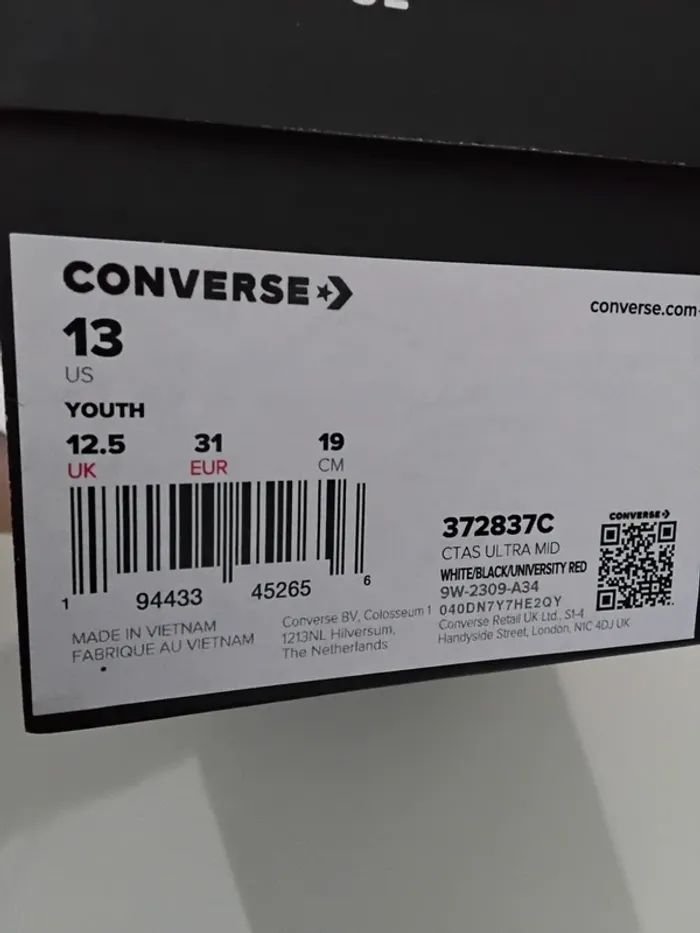 CONVERSE
converse.com
13
US
YOUTH
12.5 31 19
UK EUR CM
1 94433 45265 6
MADE IN VIETNAM
FABRIQUE AU VIETNAM
Converse BV, Colosseum 1
1213NL Hilversum,
The Netherlands
372837C
CTAS ULTRA MID
WHITE/BLACK/UNIVERSITY RED
9W-2309-A34
040DN7Y7HE2QY
Converse Retail UK Ltd., S1-4
Handyside Street, London, N1C 4DJ UK
CONVERSE